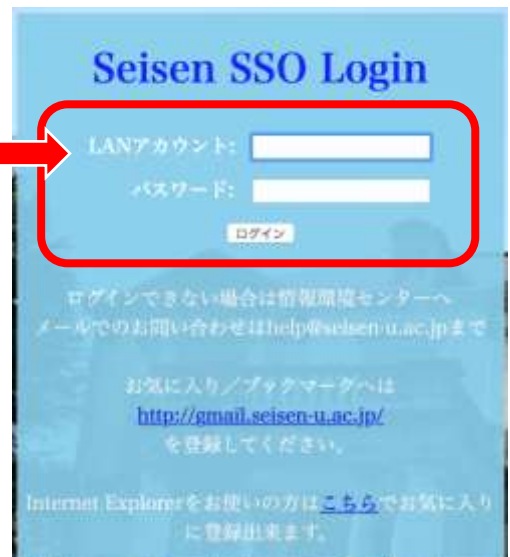 Seisen SSO Login
LANアカウント:
パスワード:
ログイン
ログインできない場合は情報環境センターへ
メールでのお問い合わせはhelp@seisen-u.ac.jpまで
お気に入り／ブックマークへは
http://gmail.seisen-u.ac.jp/
を登録してください。
Internet Explorerをお使いの方はこちらでお気に入り
に登録出来ます。